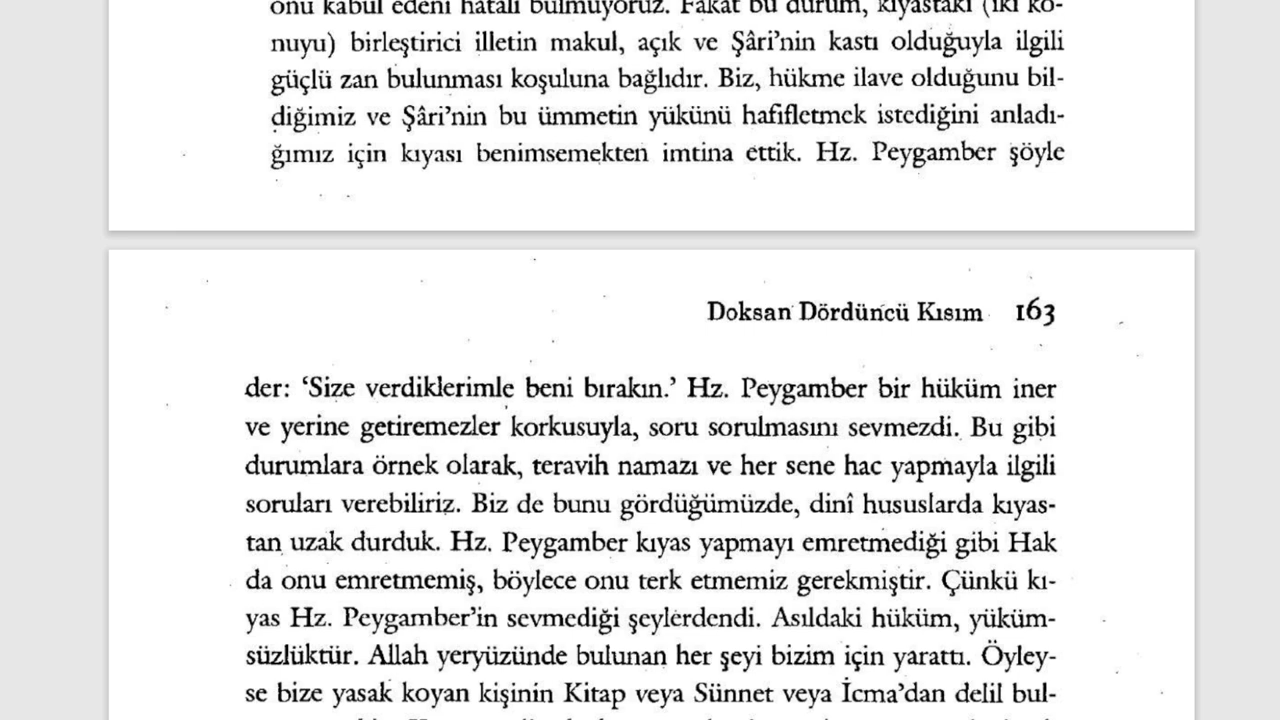 onu kabul edeni hatalı bulmuyoruz. Fakat bu durum, kıyastaki (iki ko-
nuyu) birleştirici illetin makul, açık ve Şâri’nin kastı olduğuyla ilgili
güçlü zan bulunması koşuluna bağlıdır. Biz, hükme ilave olduğunu bil-
diğimiz ve Şâri’nin bu ümmetin yükünü hafifletmek istediğini anladı-
ğımız için kıyası benimsemekten imtina ettik. Hz. Peygamber şöyle
Doksan Dördüncü Kısım 163
der: ‘Size verdiklerimle beni bırakın.’ Hz. Peygamber bir hüküm iner
ve yerine getiremezler korkusuyla, soru sorulmasını sevmezdi. Bu gibi
durumlara örnek olarak, teravih namazı ve her sene hac yapmayla ilgili
soruları verebiliriz. Biz de bunu gördüğümüzde, dinî hususlarda kıyas-
tan uzak durduk. Hz. Peygamber kıyas yapmayı emretmediği gibi Hak
da onu emretmemiş, böylece onu terk etmemiz gerekmiştir. Çünkü kı-
yas Hz. Peygamber’in sevmediği şeylerdendi. Asıldaki hüküm, yüküm-
süzlüktür. Allah yeryüzünde bulunan her şeyi bizim için yarattı. Öyley-
se bize yasak koyan kişinin Kitap veya Sünnet veya İcma’dan delil bul-